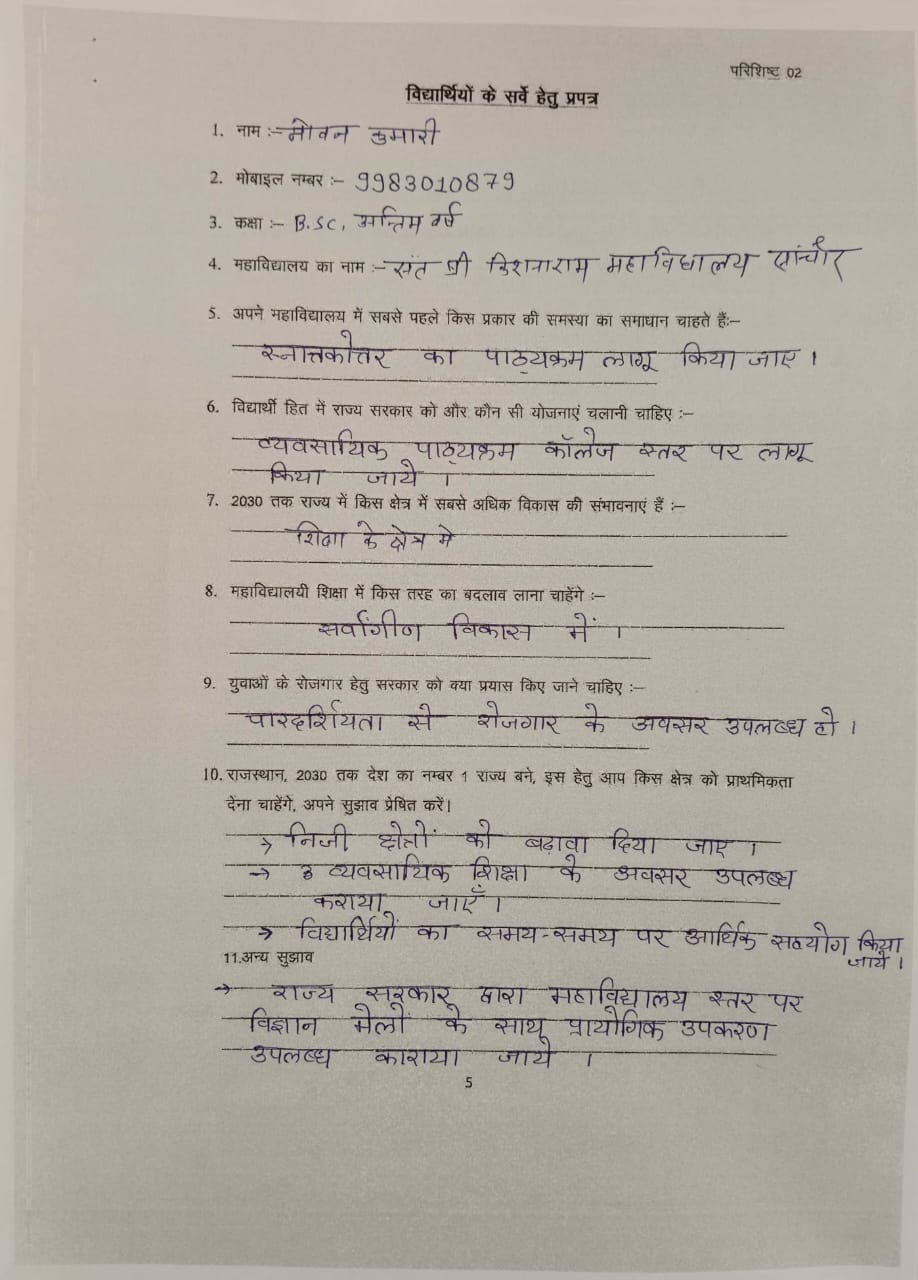 परिशिष्ट 02
विद्यार्थियों के सर्वे हेतु प्रपत्र
1. नाम :- मोवन कुमारी
2. मोबाइल नम्बर :- 9983010879
3. कक्षा :- B.SC, अन्तिम वर्ष
4. महाविद्यालय का नाम :- संत श्री किशनाराम महाविधालय सांचौर
5. अपने महाविद्यालय में सबसे पहले किस प्रकार की समस्या का समाधान चाहते हैः-
स्नात्तकोत्तर का पाठ्यक्रम लागू किया जाए ।
6. विद्यार्थी हित में राज्य सरकार को और कौन सी योजनाएं चलानी चाहिए :-
व्यवसायिक पाठ्यक्रम कॉलेज स्तर पर लागू
किया जाये ।
7. 2030 तक राज्य में किस क्षेत्र में सबसे अधिक विकास की संभावनाएं हैं :-
शिक्षा के क्षेत्र मे
8. महाविद्यालयी शिक्षा में किस तरह का बदलाव लाना चाहेंगे :-
सर्वांगीण विकास में ।
9. युवाओं के रोजगार हेतु सरकार को क्या प्रयास किए जाने चाहिए :-
पारदर्शियता से रोजगार के अवसर उपलब्ध हो ।
10. राजस्थान, 2030 तक देश का नम्बर 1 राज्य बने, इस हेतु आप किस क्षेत्र को प्राथमिकता
देंना चाहेंगे, अपने सुझाव प्रेषित करें।
→ निजी क्षेत्रों को बढ़ावा दिया जाए ।
→ व्यवसायिक शिक्षा के अवसर उपलब्ध
कराया जाएँ ।
→ विद्यार्थियों का समय-समय पर आर्थिक सहयोग किया
जाये ।
11.अन्य सुझाव
→ राज्य सरकार द्वारा महाविद्यालय स्तर पर
विज्ञान मेलों के साथ प्रायोगिक उपकरण
उपलब्ध काराया जाये ।
5